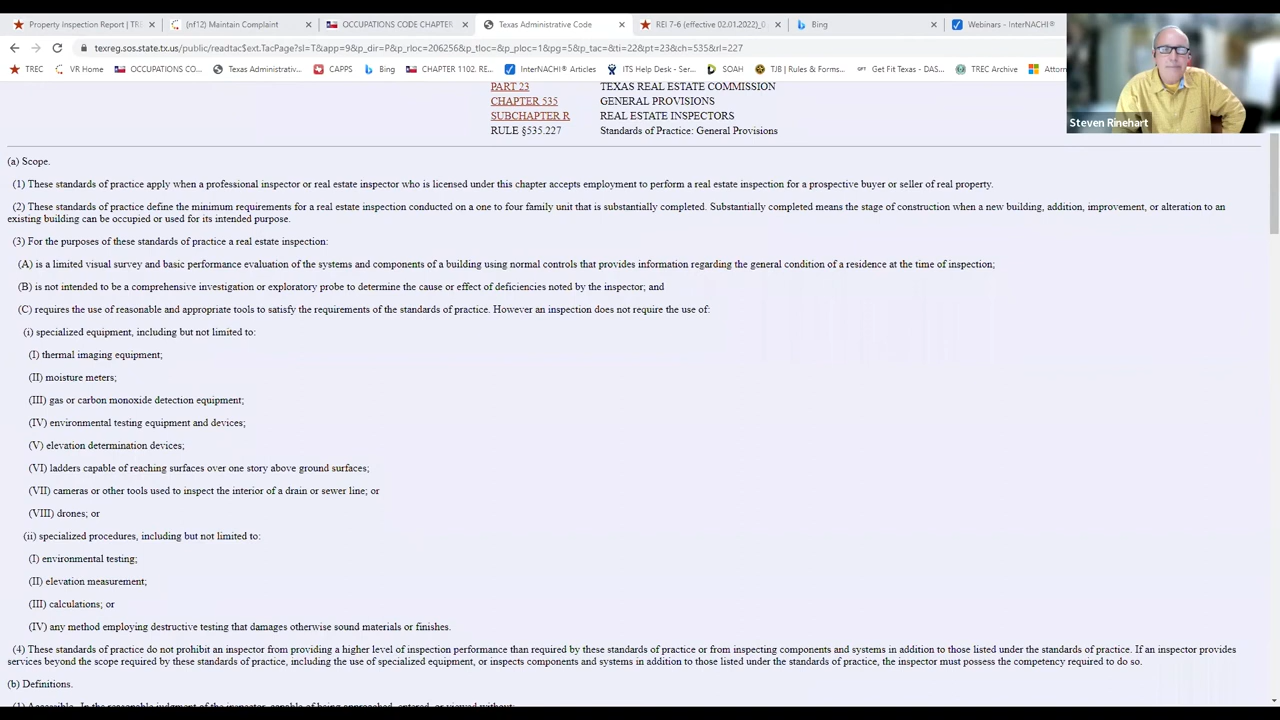 Property Inspection Report | TRE
(nf12) Maintain Complaint
OCCUPATIONS CODE CHAPTER
Texas Administrative Code
REI 7-6 (effective 02.01.2022)_0
Bing
Webinars - InterNACHI®
texreg.sos.state.tx.us/public/readtac$ext.TacPage?sl=T&app=9&p_dir=P&p_rloc=206256&p_tloc=&p_ploc=1&pg=5&p_tac=&ti=22&pt=23&ch=535&rl=227
TREC
VR Home
OCCUPATIONS CO...
Texas Administrativ...
CAPPS
Bing
CHAPTER 1102. RE...
InterNACHI® Articles
ITS Help Desk - Ser...
SOAH
TJB | Rules & Forms...
Get Fit Texas - DAS...
TREC Archive
Attorn
Steven Rinehart
PART 23 TEXAS REAL ESTATE COMMISSION
CHAPTER 535 GENERAL PROVISIONS
SUBCHAPTER R REAL ESTATE INSPECTORS
RULE §535.227 Standards of Practice: General Provisions
(a) Scope.
(1) These standards of practice apply when a professional inspector or real estate inspector who is licensed under this chapter accepts employment to perform a real estate inspection for a prospective buyer or seller of real property.
(2) These standards of practice define the minimum requirements for a real estate inspection conducted on a one to four family unit that is substantially completed. Substantially completed means the stage of construction when a new building, addition, improvement, or alteration to an
existing building can be occupied or used for its intended purpose.
(3) For the purposes of these standards of practice a real estate inspection:
(A) is a limited visual survey and basic performance evaluation of the systems and components of a building using normal controls that provides information regarding the general condition of a residence at the time of inspection;
(B) is not intended to be a comprehensive investigation or exploratory probe to determine the cause or effect of deficiencies noted by the inspector; and
(C) requires the use of reasonable and appropriate tools to satisfy the requirements of the standards of practice. However an inspection does not require the use of:
(i) specialized equipment, including but not limited to:
(I) thermal imaging equipment;
(II) moisture meters;
(III) gas or carbon monoxide detection equipment;
(IV) environmental testing equipment and devices;
(V) elevation determination devices;
(VI) ladders capable of reaching surfaces over one story above ground surfaces;
(VII) cameras or other tools used to inspect the interior of a drain or sewer line; or
(VIII) drones; or
(ii) specialized procedures, including but not limited to:
(I) environmental testing;
(II) elevation measurement;
(III) calculations; or
(IV) any method employing destructive testing that damages otherwise sound materials or finishes.
(4) These standards of practice do not prohibit an inspector from providing a higher level of inspection performance than required by these standards of practice or from inspecting components and systems in addition to those listed under the standards of practice. If an inspector provides
services beyond the scope required by these standards of practice, including the use of specialized equipment, or inspects components and systems in addition to those listed under the standards of practice, the inspector must possess the competency required to do so.
(b) Definitions.
(1) Accessible--In the reasonable judgment of the inspector, capable of being approached, entered, or viewed without: